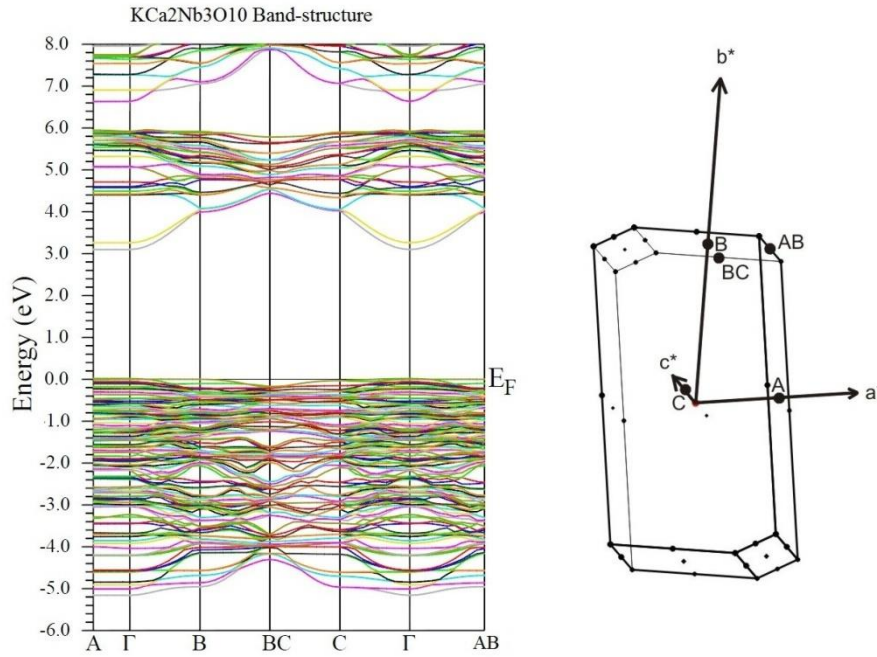 KCa2Nb3O10 Band-structure
Energy (eV)
8.0
7.0
6.0
5.0
4.0
3.0
2.0
1.0
0.0
-1.0
-2.0
-3.0
-4.0
-5.0
-6.0
E_F
A Γ B BC C Γ AB
b*
B
AB
BC
c*
C
A
a